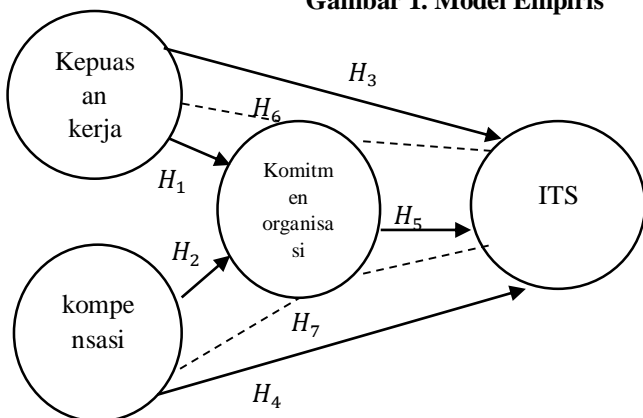 Gambar 1. Model Empiris
Kepuas
an
kerja
H₃
H₆
H₁
Komitm
en
organisa
si
H₅
ITS
H₂
kompe
nsasi
H₇
H₄